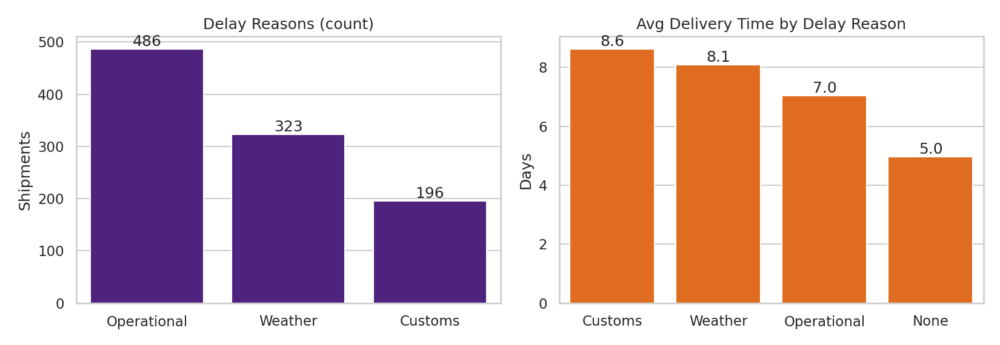 Delay Reasons (count)
Shipments
500
400
300
200
100
0
486
323
196
Operational
Weather
Customs
Avg Delivery Time by Delay Reason
Days
8
6
4
2
0
8.6
8.1
7.0
5.0
Customs
Weather
Operational
None